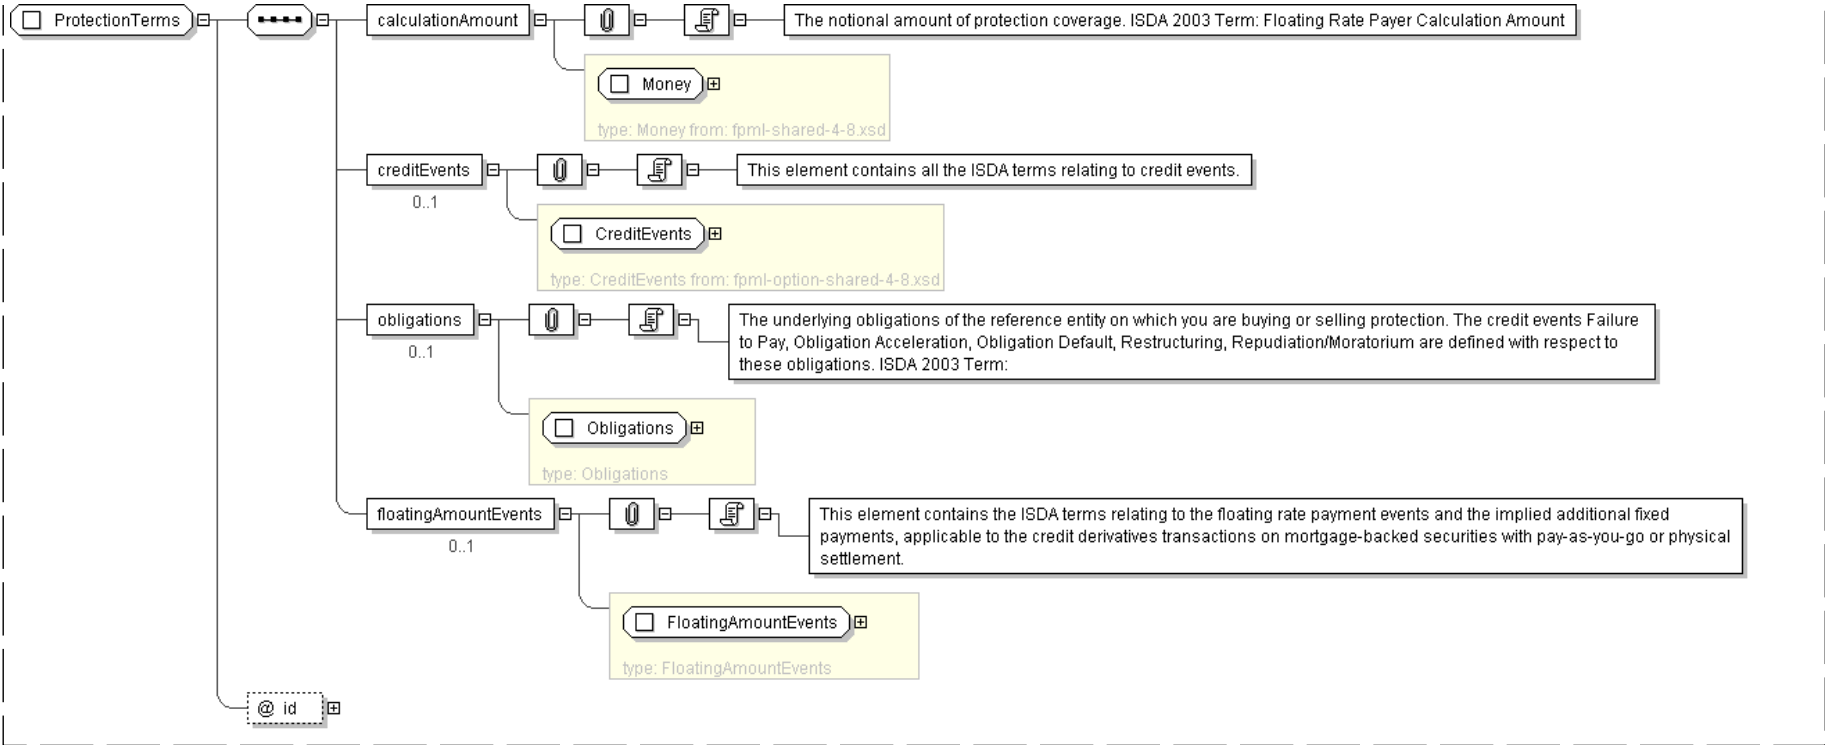 ProtectionTerms
calculationAmount
The notional amount of protection coverage. ISDA 2003 Term: Floating Rate Payer Calculation Amount
Money
type: Money from: fpml-shared-4-8.xsd
creditEvents
This element contains all the ISDA terms relating to credit events.
0..1
CreditEvents
type: CreditEvents from: fpml-option-shared-4-8.xsd
obligations
0..1
The underlying obligations of the reference entity on which you are buying or selling protection. The credit events Failure
to Pay, Obligation Acceleration, Obligation Default, Restructuring, Repudiation/Moratorium are defined with respect to
these obligations. ISDA 2003 Term:
Obligations
type: Obligations
floatingAmountEvents
0..1
This element contains the ISDA terms relating to the floating rate payment events and the implied additional fixed
payments, applicable to the credit derivatives transactions on mortgage-backed securities with pay-as-you-go or physical
settlement.
FloatingAmountEvents
type: FloatingAmountEvents
@ id